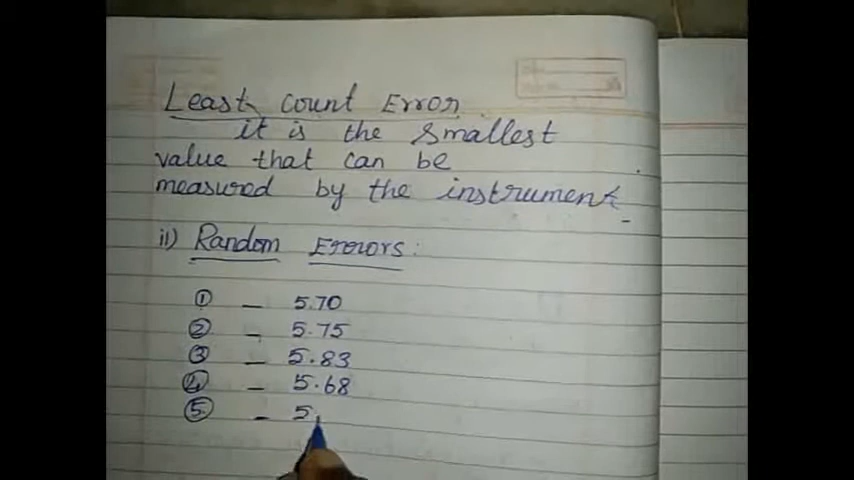 Least count Error
it is the smallest
value that can be
measured by the instrument
ii) Random Errors:
① – 5.70
② – 5.75
③ – 5.83
④ – 5.68
⑤ – 5.